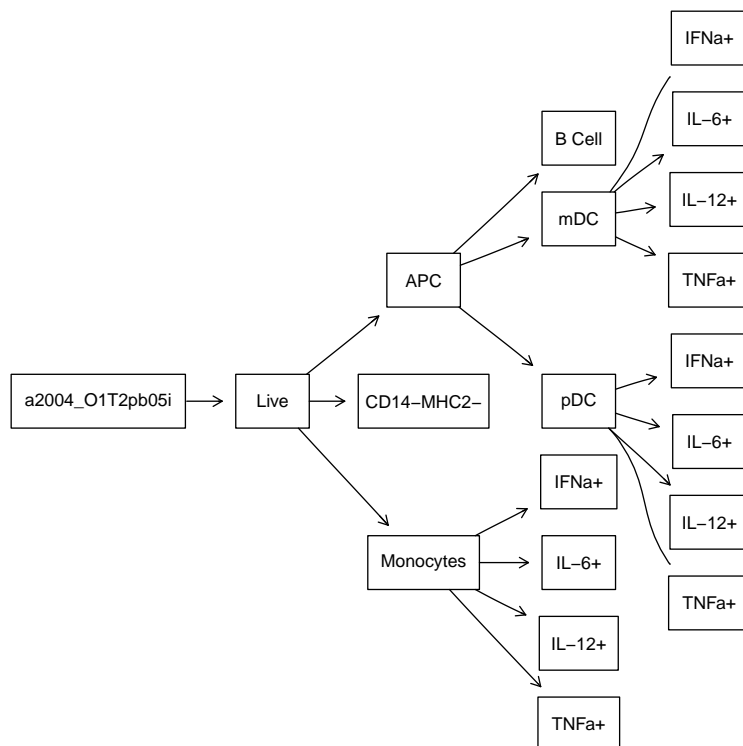 IFNa+
IL−6+
B Cell
IL−12+
mDC
APC
TNFa+
IFNa+
a2004_O1T2pb05i
Live
CD14−MHC2−
pDC
IL−6+
IFNa+
IL−12+
Monocytes
IL−6+
TNFa+
IL−12+
TNFa+